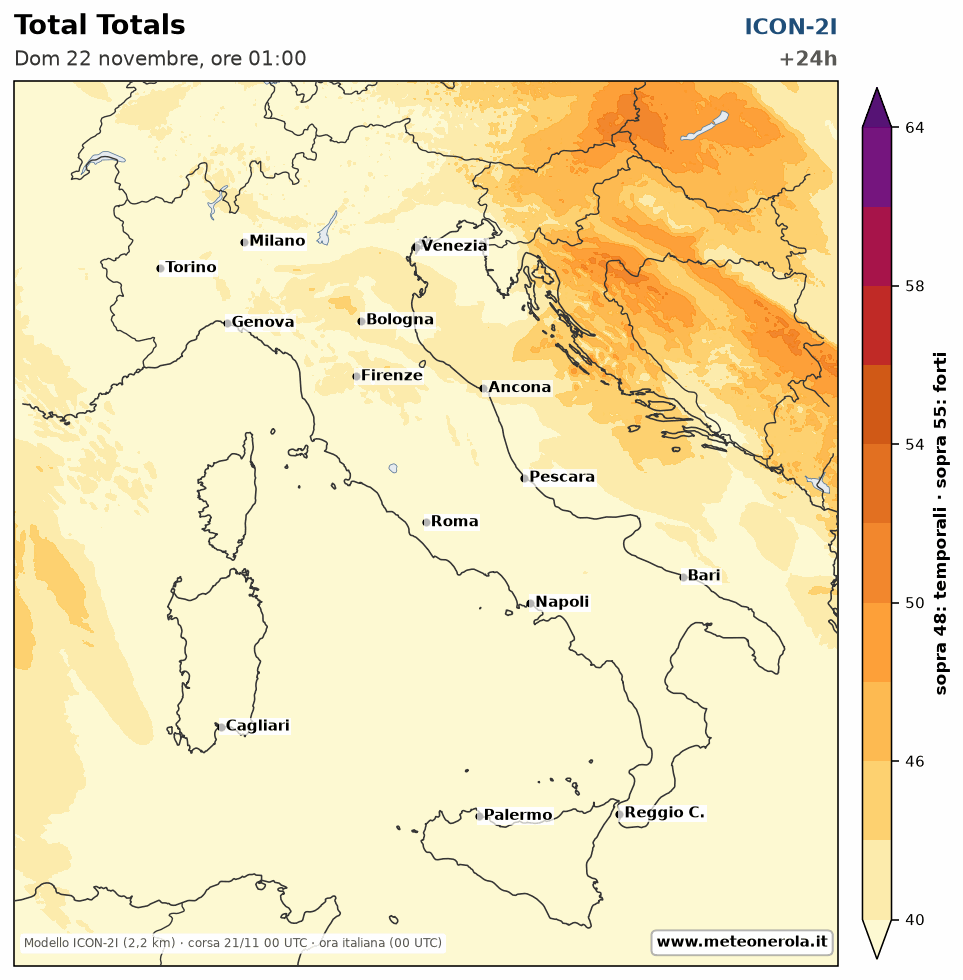 Total Totals
ICON-2I
Dom 22 novembre, ore 01:00
+24h
64
58
54
50
46
40
sopra 48: temporali · sopra 55: forti
Milano
Venezia
Torino
Genova
Bologna
Firenze
Ancona
Pescara
Roma
Bari
Napoli
Cagliari
Palermo
Reggio C.
Modello ICON-2I (2,2 km) · corsa 21/11 00 UTC · ora italiana (00 UTC)
www.meteonerola.it